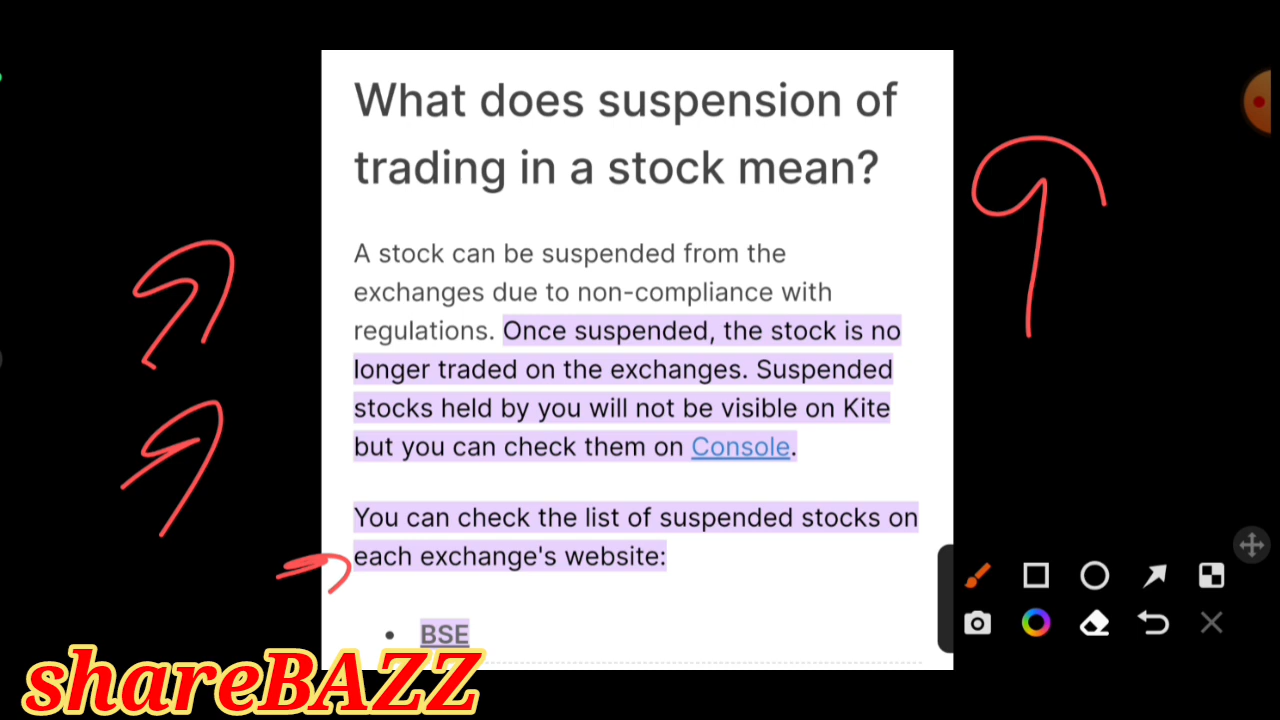 What does suspension of
trading in a stock mean?
A stock can be suspended from the
exchanges due to non-compliance with
regulations. Once suspended, the stock is no
longer traded on the exchanges. Suspended
stocks held by you will not be visible on Kite
but you can check them on Console.
You can check the list of suspended stocks on
each exchange's website:
• BSE
shareBAZZ